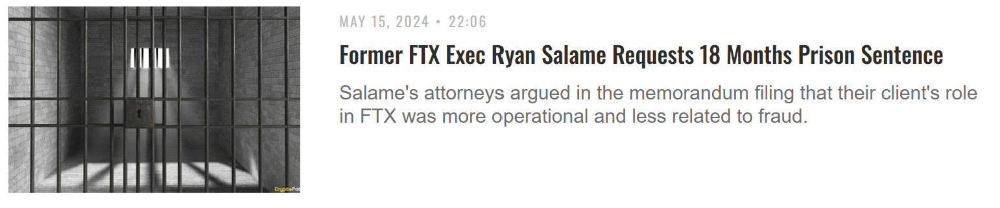 MAY 15, 2024 • 22:06
Former FTX Exec Ryan Salame Requests 18 Months Prison Sentence
Salame's attorneys argued in the memorandum filing that their client's role
in FTX was more operational and less related to fraud.
CryptoPot